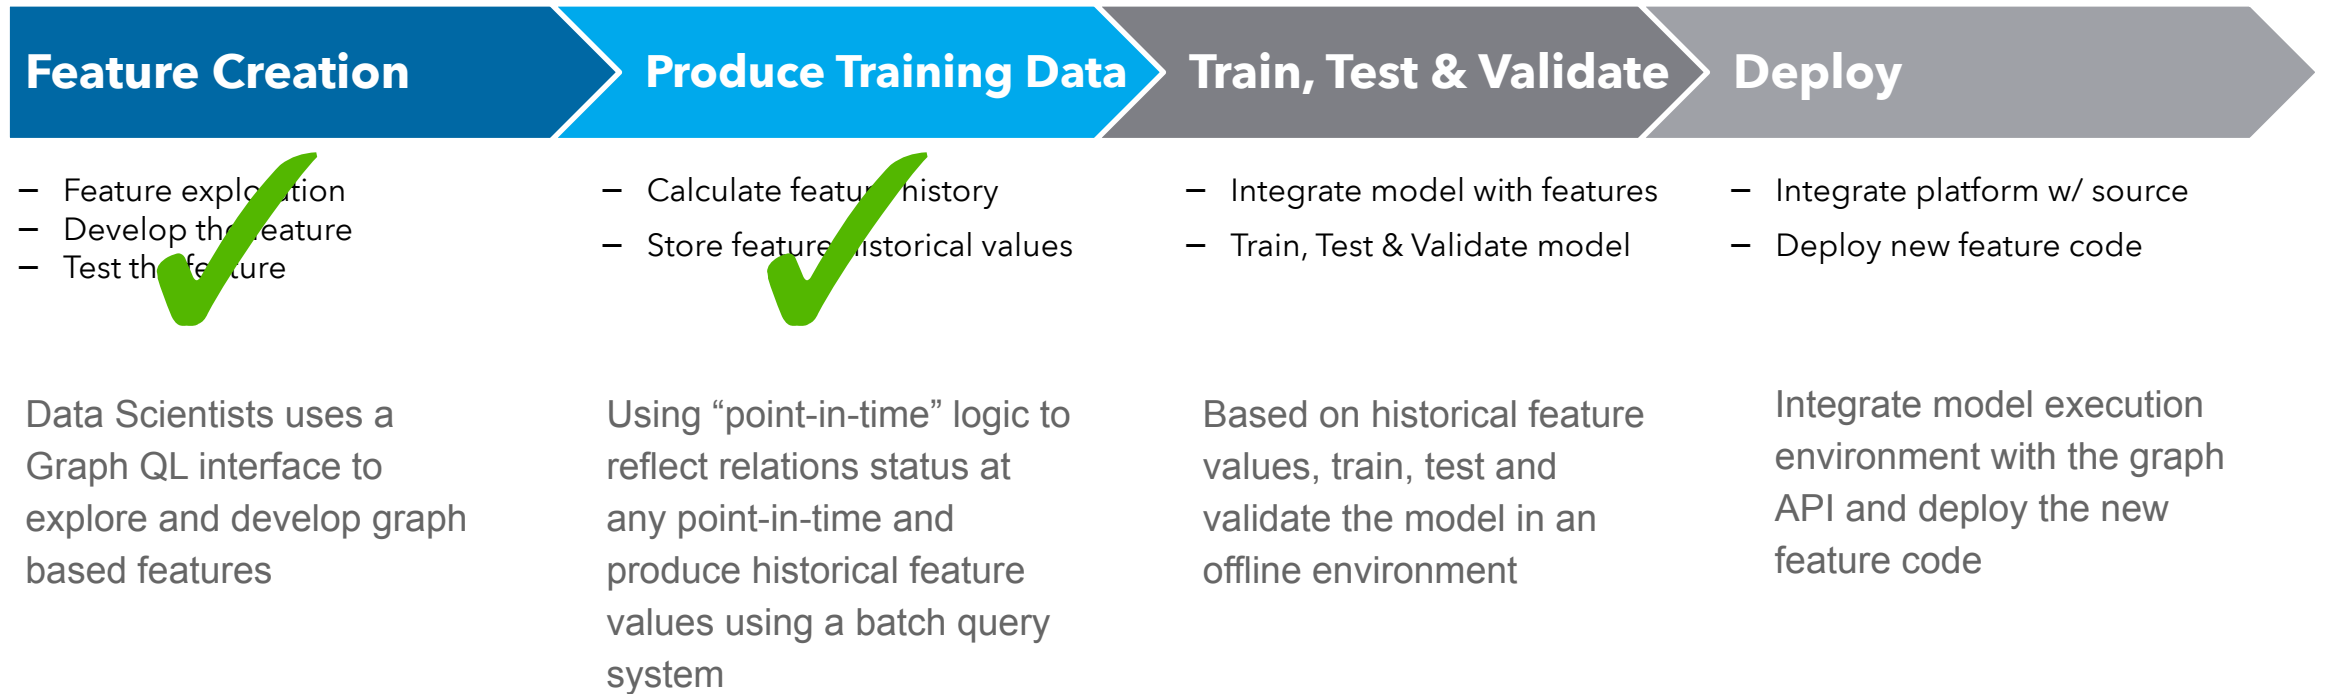 Feature Creation
Produce Training Data
Train, Test & Validate
Deploy
– Feature exploration
– Develop the feature
– Test the feature
– Calculate feature history
– Store feature historical values
– Integrate model with features
– Train, Test & Validate model
– Integrate platform w/ source
– Deploy new feature code
Data Scientists uses a
Graph QL interface to
explore and develop graph
based features
Using “point-in-time” logic to
reflect relations status at
any point-in-time and
produce historical feature
values using a batch query
system
Based on historical feature
values, train, test and
validate the model in an
offline environment
Integrate model execution
environment with the graph
API and deploy the new
feature code